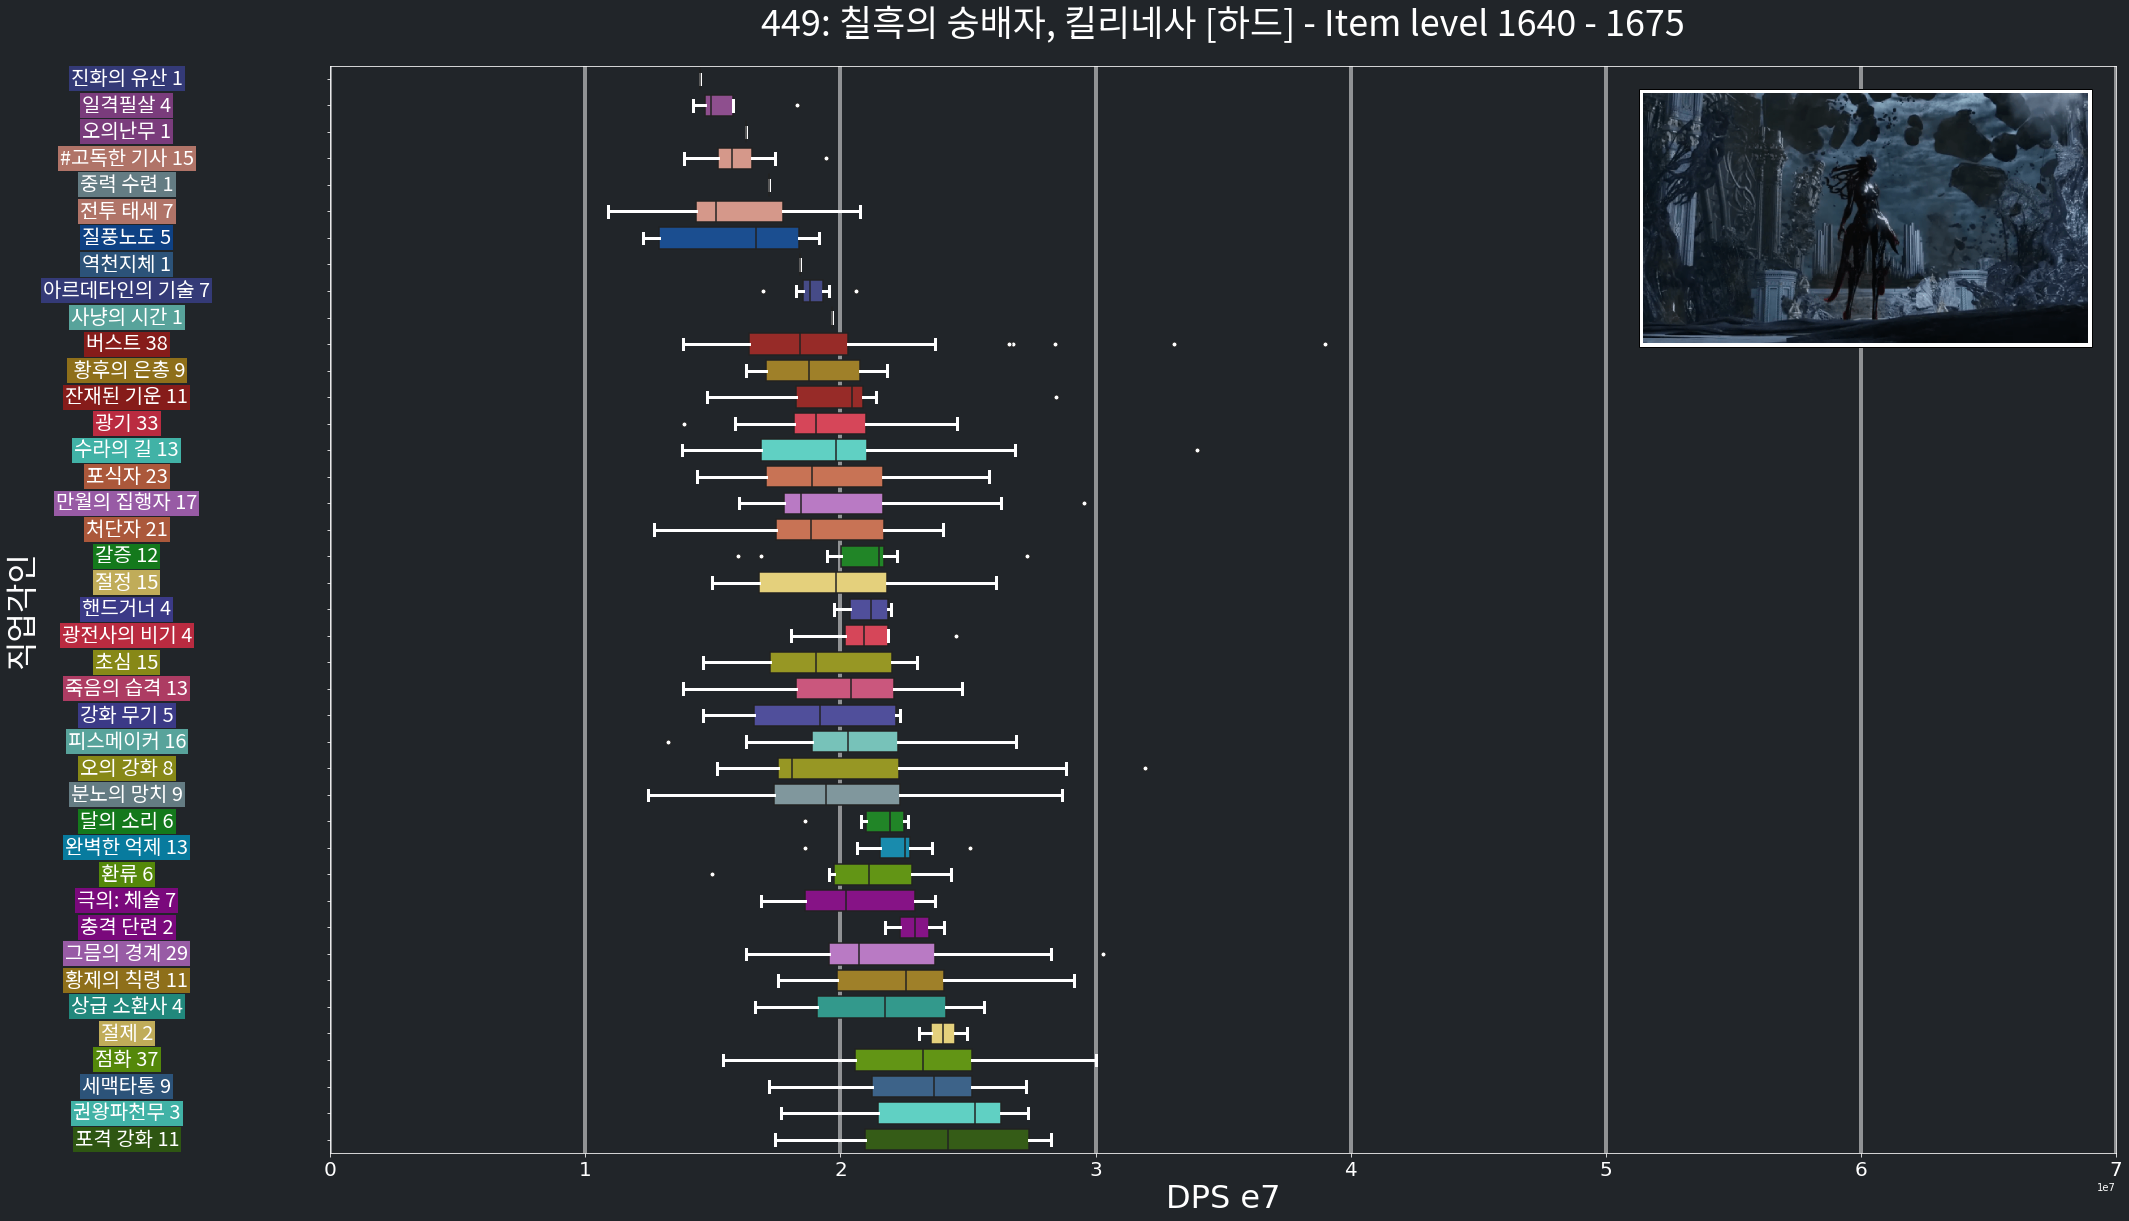 449: 칠흑의 숭배자, 킬리네사 [하드] - Item level 1640 - 1675
직업각인
진화의 유산 1
일격필살 4
오의난무 1
#고독한 기사 15
중력 수련 1
전투 태세 7
질풍노도 5
역천지체 1
아르데타인의 기술 7
사냥의 시간 1
버스트 38
황후의 은총 9
잔재된 기운 11
광기 33
수라의 길 13
포식자 23
만월의 집행자 17
처단자 21
갈증 12
절정 15
핸드거너 4
광전사의 비기 4
초심 15
죽음의 습격 13
강화 무기 5
피스메이커 16
오의 강화 8
분노의 망치 9
달의 소리 6
완벽한 억제 13
환류 6
극의: 체술 7
충격 단련 2
그믐의 경계 29
황제의 칙령 11
상급 소환사 4
절제 2
점화 37
세맥타통 9
권왕파천무 3
포격 강화 11
0 1 2 3 4 5 6 7
1e7
DPS e7